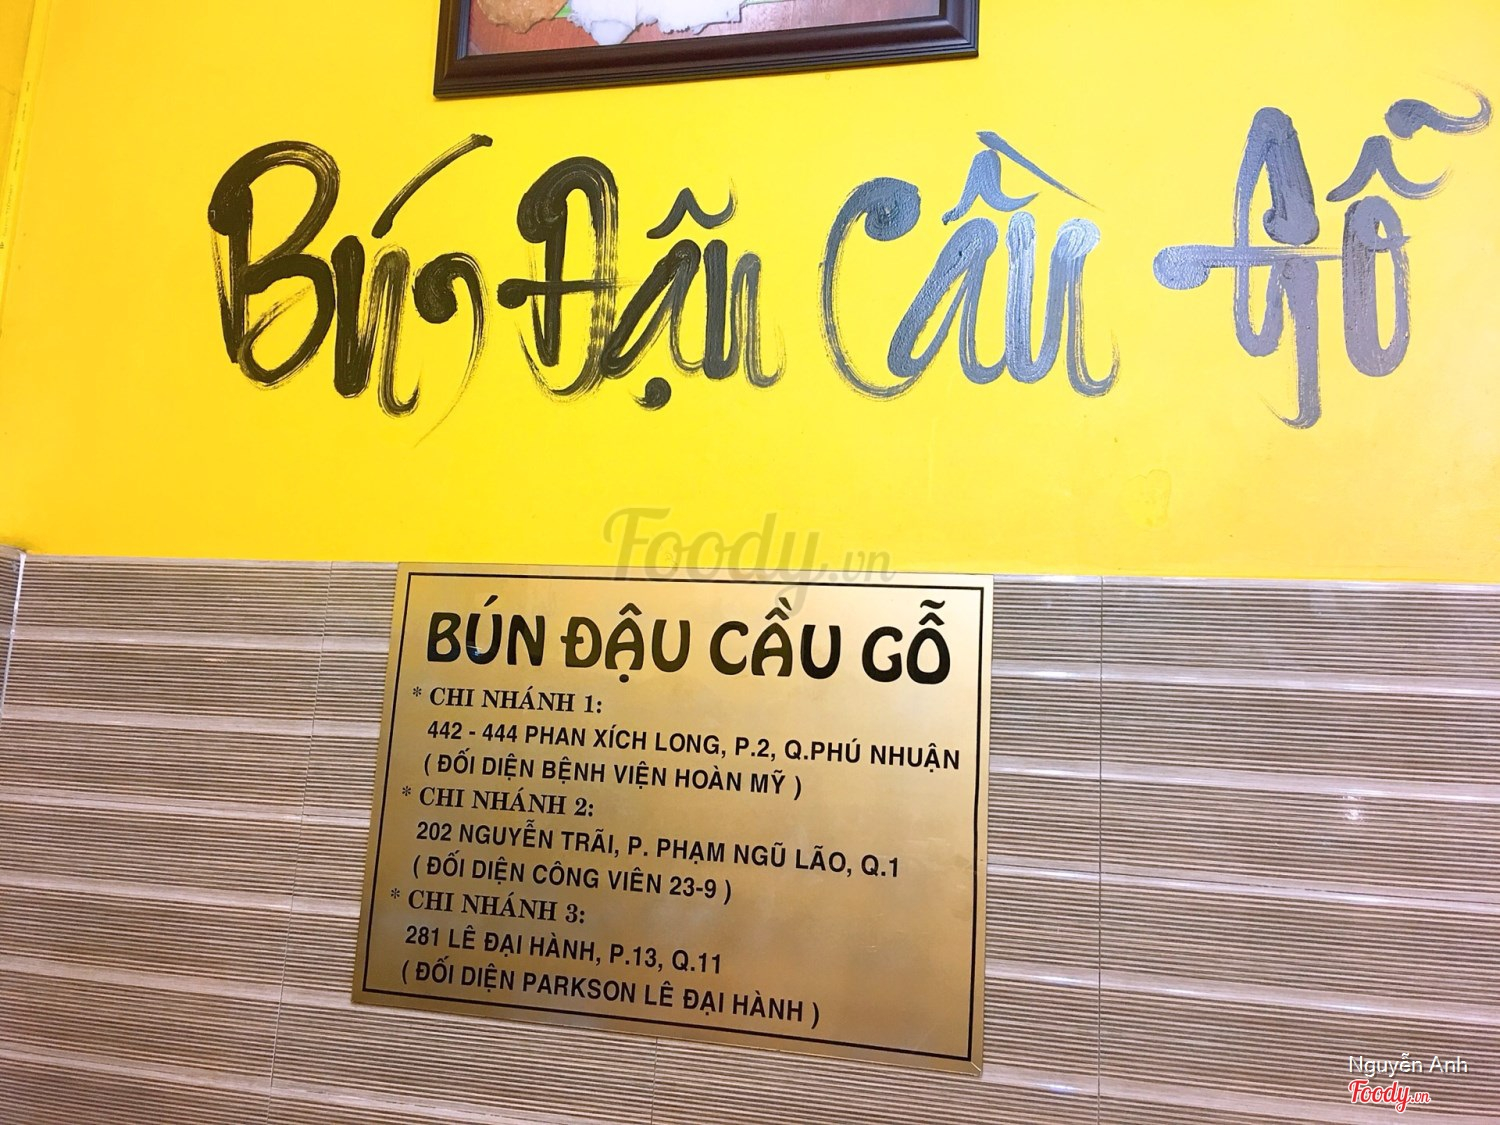 Bún Đậu Cầu Gỗ
Foody.vn
BÚN ĐẬU CẦU GỖ
* CHI NHÁNH 1:
442 - 444 PHAN XÍCH LONG, P.2, Q.PHÚ NHUẬN
( ĐỐI DIỆN BỆNH VIỆN HOÀN MỸ )
* CHI NHÁNH 2:
202 NGUYỄN TRÃI, P. PHẠM NGŨ LÃO, Q.1
( ĐỐI DIỆN CÔNG VIÊN 23-9 )
* CHI NHÁNH 3:
281 LÊ ĐẠI HÀNH, P.13, Q.11
( ĐỐI DIỆN PARKSON LÊ ĐẠI HÀNH )
Nguyễn Anh
Foody.vn